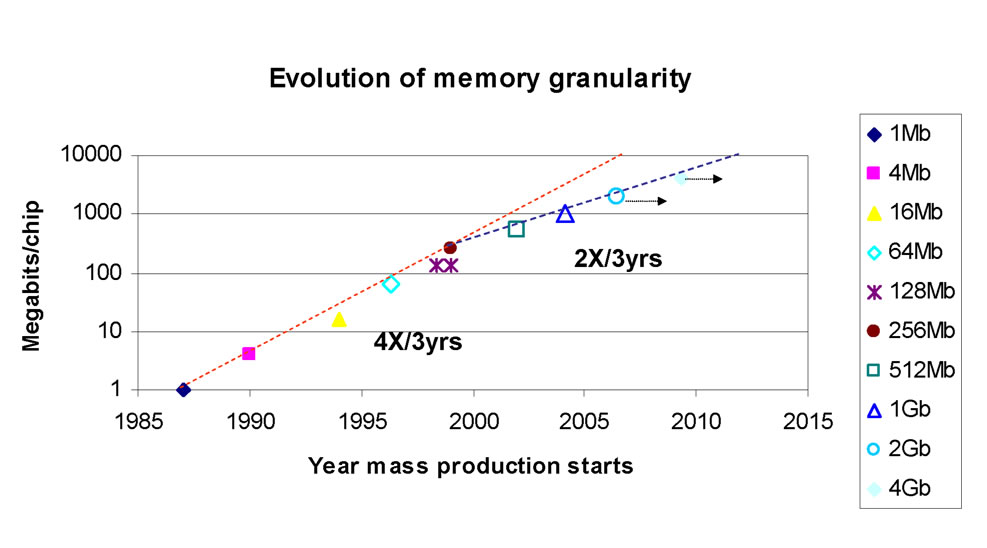 Evolution of memory granularity
Megabits/chip
10000
1000
100
10
1
2X/3yrs
4X/3yrs
1985 1990 1995 2000 2005 2010 2015
Year mass production starts
1Mb
4Mb
16Mb
64Mb
128Mb
256Mb
512Mb
1Gb
2Gb
4Gb